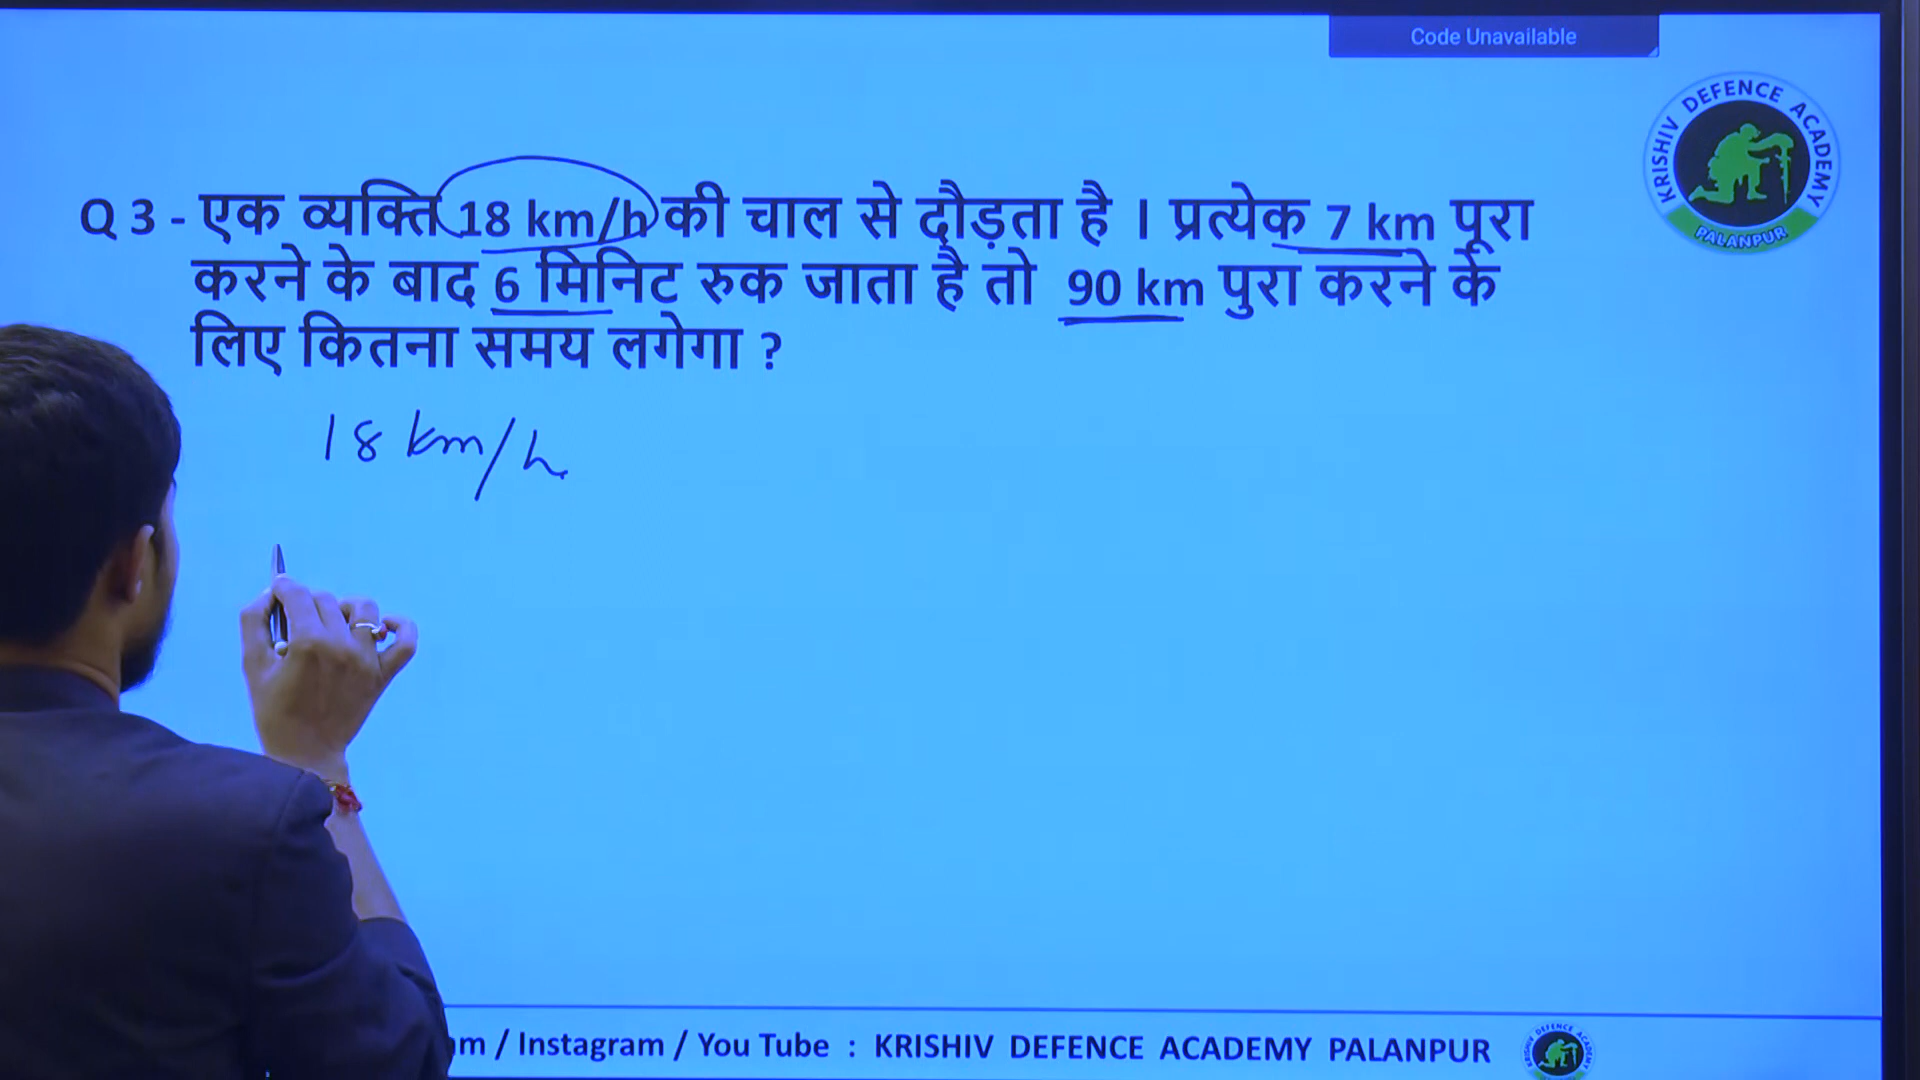 Code Unavailable
KRISHIV DEFENCE ACADEMY
PALANPUR
Q 3 - एक व्यक्ति 18 km/h की चाल से दौड़ता है । प्रत्येक 7 km पूरा
करने के बाद 6 मिनिट रुक जाता है तो 90 km पुरा करने के
लिए कितना समय लगेगा ?
18 km/h
am / Instagram / You Tube : KRISHIV DEFENCE ACADEMY PALANPUR